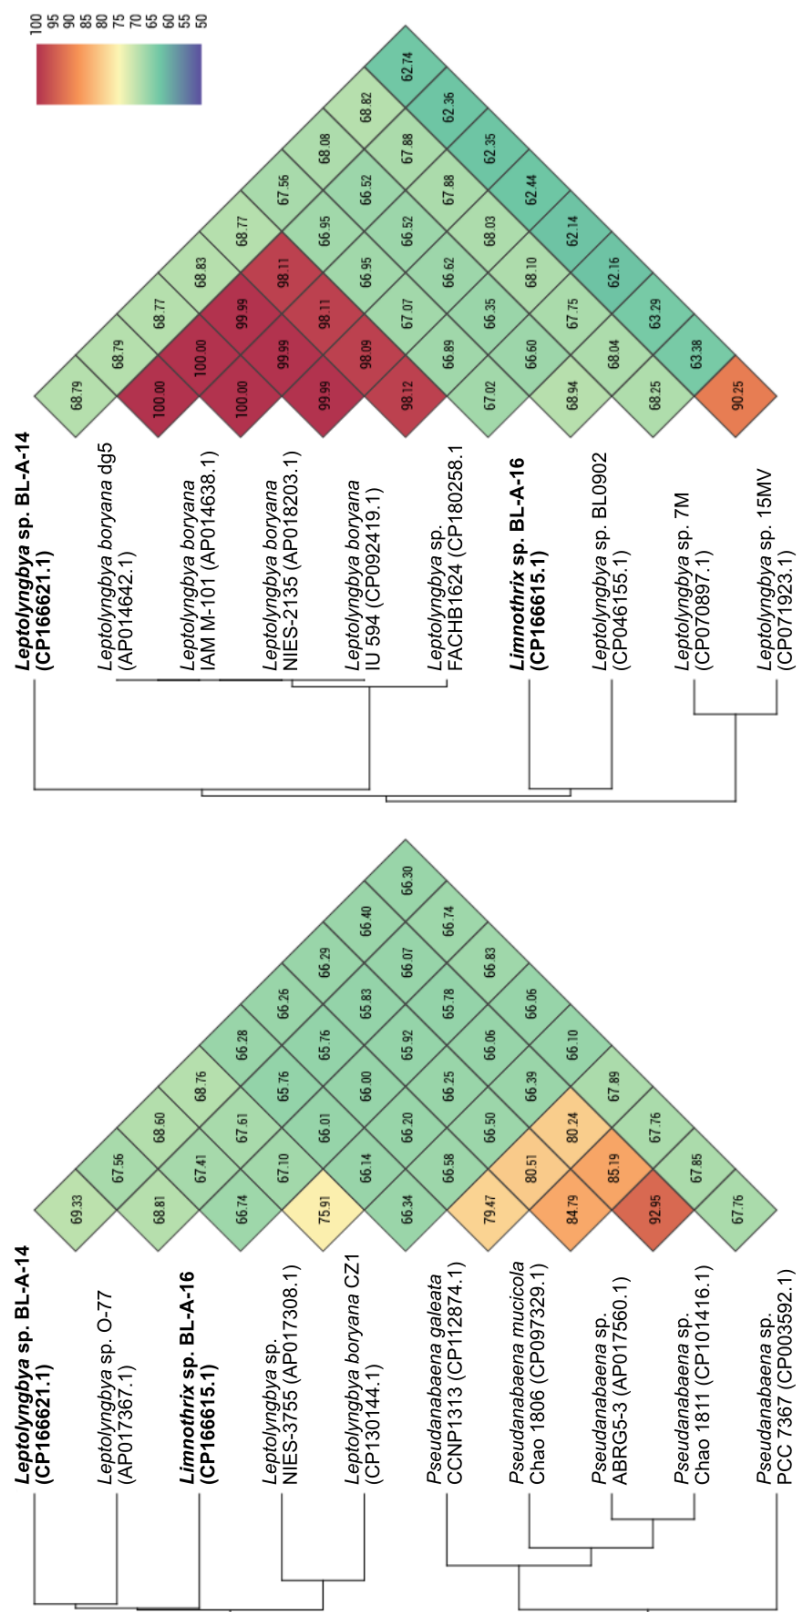 Leptolyngbya sp. BL-A-14
(CP166621.1)
Leptolyngbya sp. O-77
(AP017367.1)
Limnothrix sp. BL-A-16
(CP166615.1)
Leptolyngbya sp.
NIES-3755 (AP017308.1)
Leptolyngbya boryana CZ1
(CP130144.1)
Pseudanabaena galeata
CCNP1313 (CP112874.1)
Pseudanabaena mucicola
Chao 1806 (CP097329.1)
Pseudanabaena sp.
ABRG5-3 (AP017560.1)
Pseudanabaena sp.
Chao 1811 (CP101416.1)
Pseudanabaena sp.
PCC 7367 (CP003592.1)
69.33
67.56
68.81 68.60
67.41 68.76
66.74 67.61 66.28
67.10 65.76 66.26
75.91 66.01 65.76 66.29
66.14 66.00 65.83 66.40
66.34 66.20 65.92 66.07 66.30
66.58 66.25 65.78 66.74
79.47 66.50 66.06 66.83
80.51 66.39 66.06
84.79 80.24 66.10
85.19 67.89
92.95 67.76
67.85
67.76
Leptolyngbya sp. BL-A-14
(CP166621.1)
Leptolyngbya boryana dg5
(AP014642.1)
Leptolyngbya boryana
IAM M-101 (AP014638.1)
Leptolyngbya boryana
NIES-2135 (AP018203.1)
Leptolyngbya boryana
IU 594 (CP092419.1)
Leptolyngbya sp.
FACHB1624 (CP180258.1
Limnothrix sp. BL-A-16
(CP166615.1)
Leptolyngbya sp. BL0902
(CP046155.1)
Leptolyngbya sp. 7M
(CP070897.1)
Leptolyngbya sp. 15MV
(CP071923.1)
68.79
68.79
100.00 68.77
100.00 68.83
100.00 99.99 68.77
99.99 98.11 67.56
99.99 98.11 66.95 68.08
98.09 66.95 66.52 68.82
98.12 67.07 66.52 67.88 62.74
66.89 66.62 67.88 62.36
67.02 66.35 68.03 62.35
66.60 68.10 62.44
68.94 67.75 62.14
68.04 62.16
68.25 63.29
63.38
90.25
100
95
90
85
80
75
70
65
60
55
50